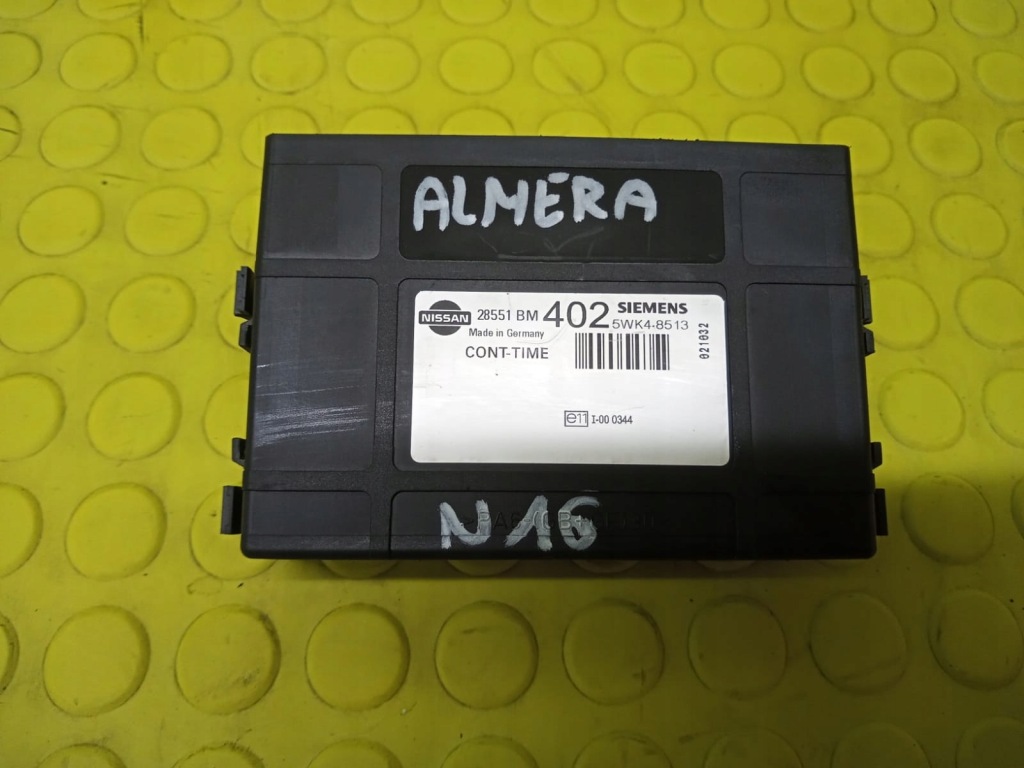 ALMERA
NISSAN 28551 BM 402 SIEMENS
Made in Germany 5WK4-8513
CONT-TIME
021032
e11 I-00 0344
N16